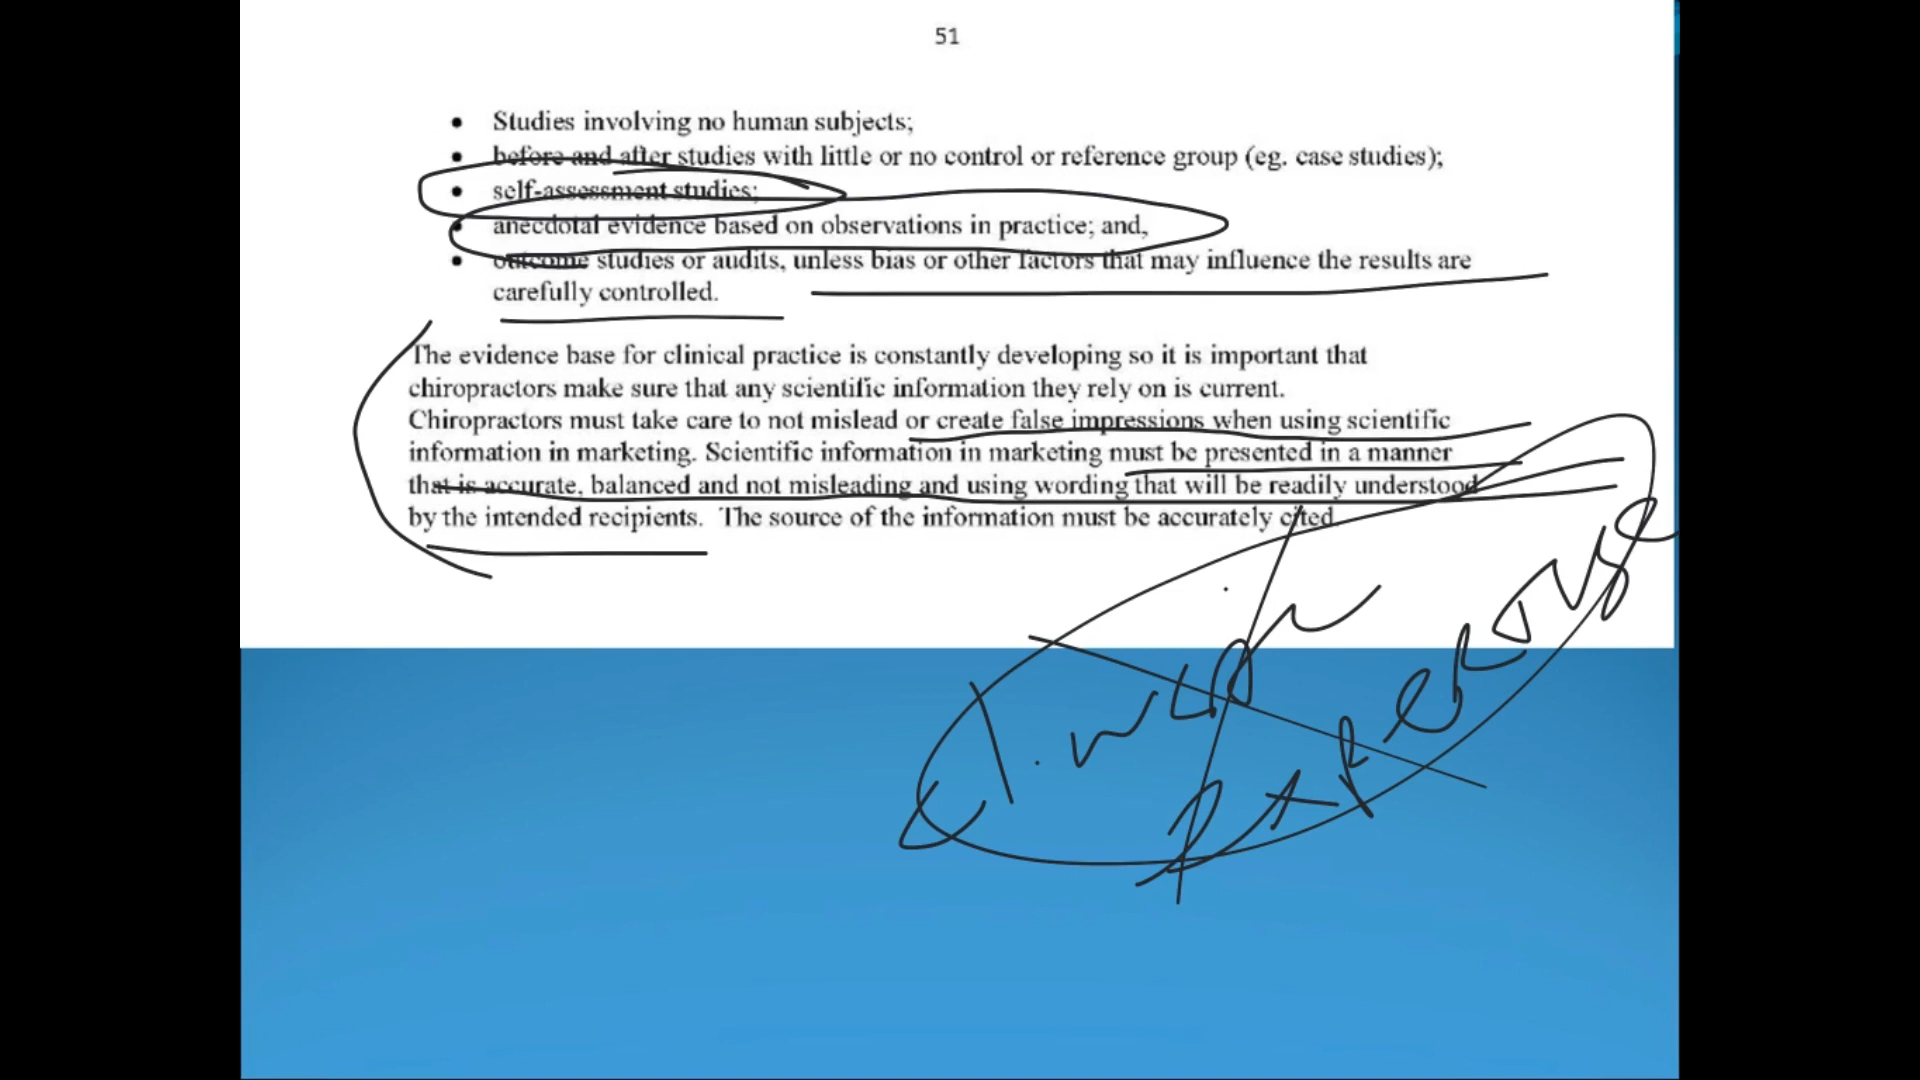 51
• Studies involving no human subjects;
• before and after studies with little or no control or reference group (eg. case studies);
• self-assessment studies;
• anecdotal evidence based on observations in practice; and,
• outcome studies or audits, unless bias or other factors that may influence the results are
carefully controlled.
The evidence base for clinical practice is constantly developing so it is important that
chiropractors make sure that any scientific information they rely on is current.
Chiropractors must take care to not mislead or create false impressions when using scientific
information in marketing. Scientific information in marketing must be presented in a manner
that is accurate, balanced and not misleading and using wording that will be readily understood
by the intended recipients. The source of the information must be accurately cited.